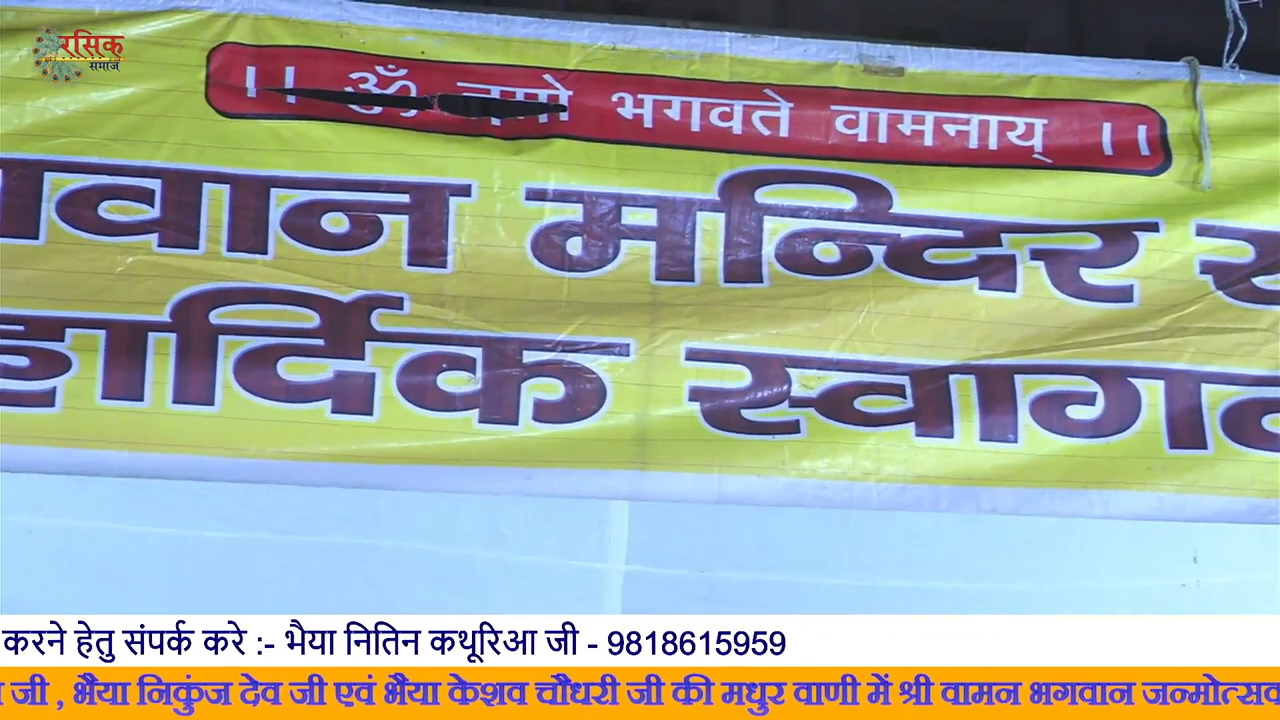 रसिक
समाज
।। ॐ नमो भगवते वामनाय् ।।
वान मन्दिर
हार्दिक स्वागत
करने हेतु संपर्क करे :- भैया नितिन कथूरिआ जी - 9818615959
जी , भैया निकुंज देव जी एवं भैया केशव चौधरी जी की मधुर वाणी में श्री वामन भगवान जन्मोत्सव